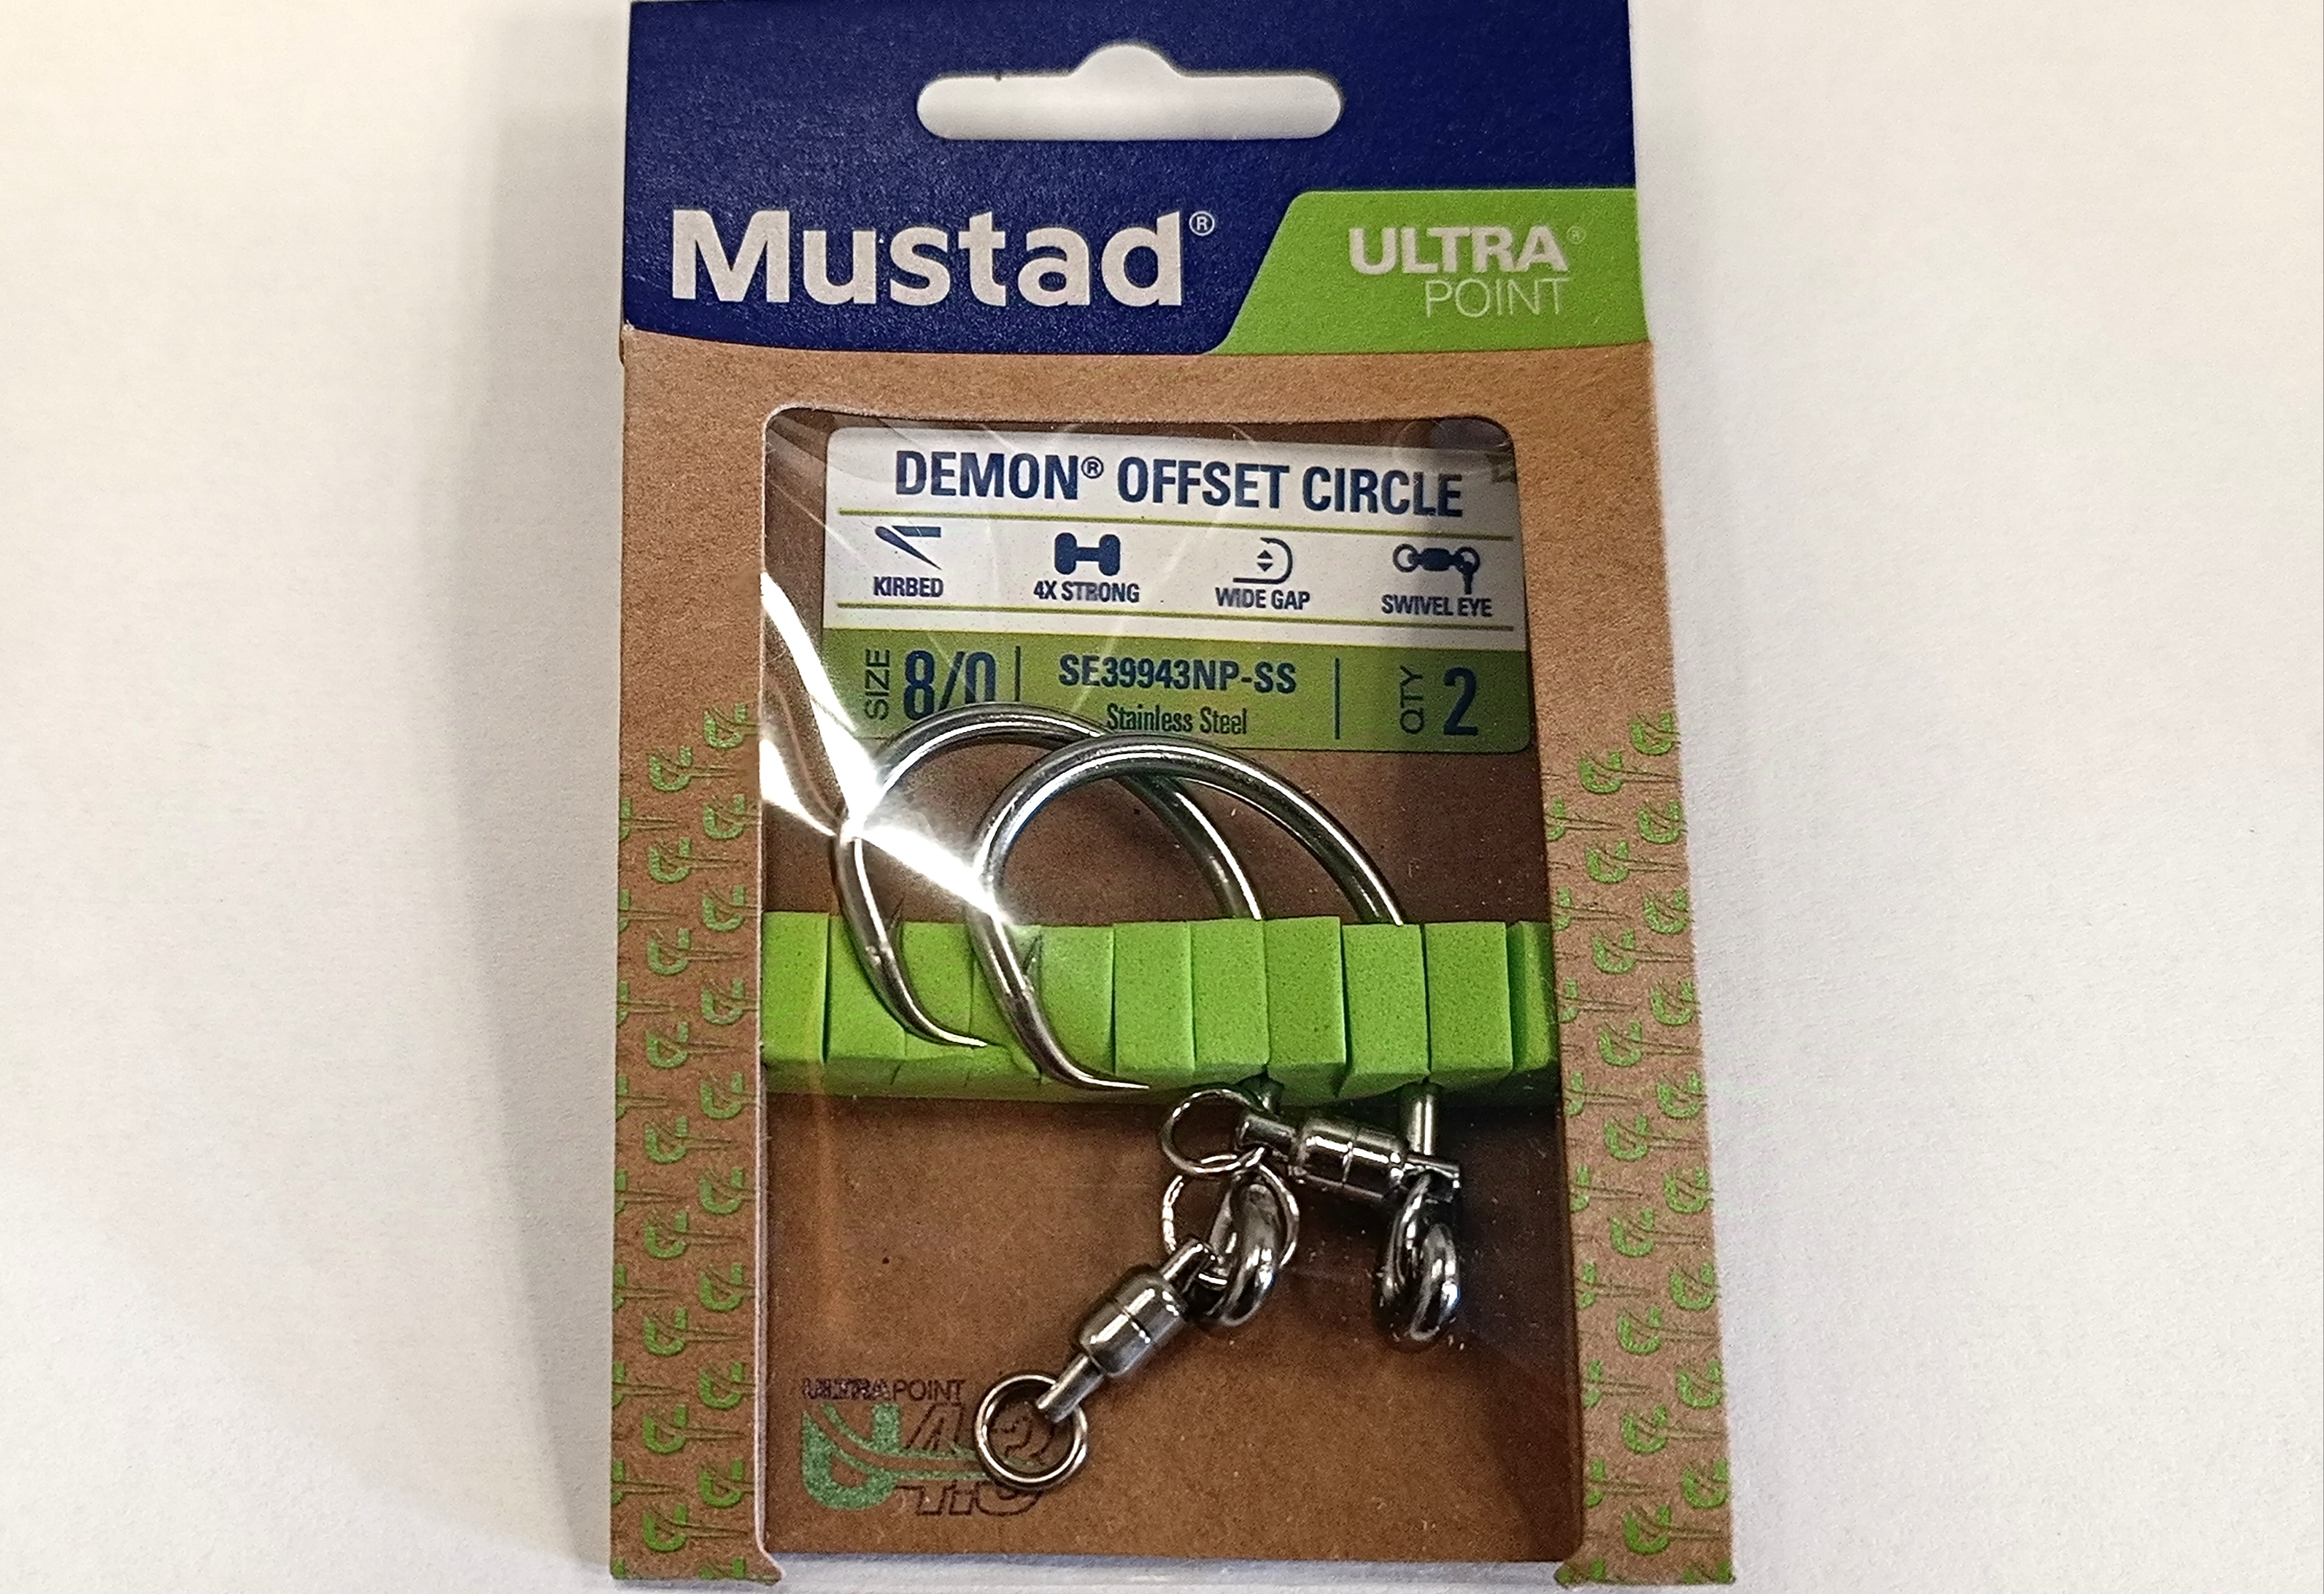 Mustad®
ULTRA®
POINT
DEMON® OFFSET CIRCLE
KIRBED
4X STRONG
WIDE GAP
SWIVEL EYE
SIZE 8/0
SE39943NP-SS
Stainless Steel
QTY 2
ULTRAPOINT